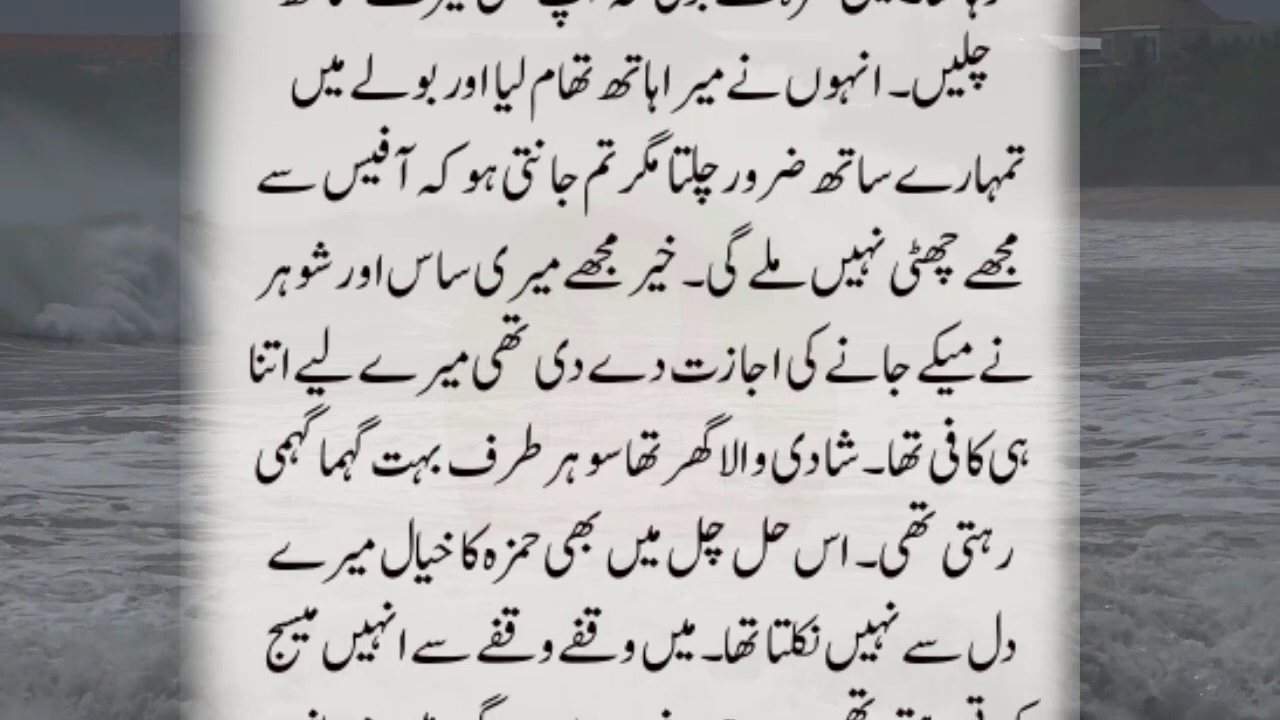 چلیں۔ انہوں نے میرا ہاتھ تھام لیا اور بولے میں
تمہارے ساتھ ضرور چلتا مگر تم جانتی ہو کہ آفیس سے
مجھے چھٹی نہیں ملے گی۔ خیر مجھے میری ساس اور شوہر
نے میکے جانے کی اجازت دے دی تھی میرے لیے اتنا
ہی کافی تھا۔ شادی والا گھر تھا سو ہر طرف بہت گہما گہمی
رہتی تھی۔ اس حل چل میں بھی حمزہ کا خیال میرے
دل سے نہیں نکلتا تھا۔ میں وقفے وقفے سے انہیں میسج